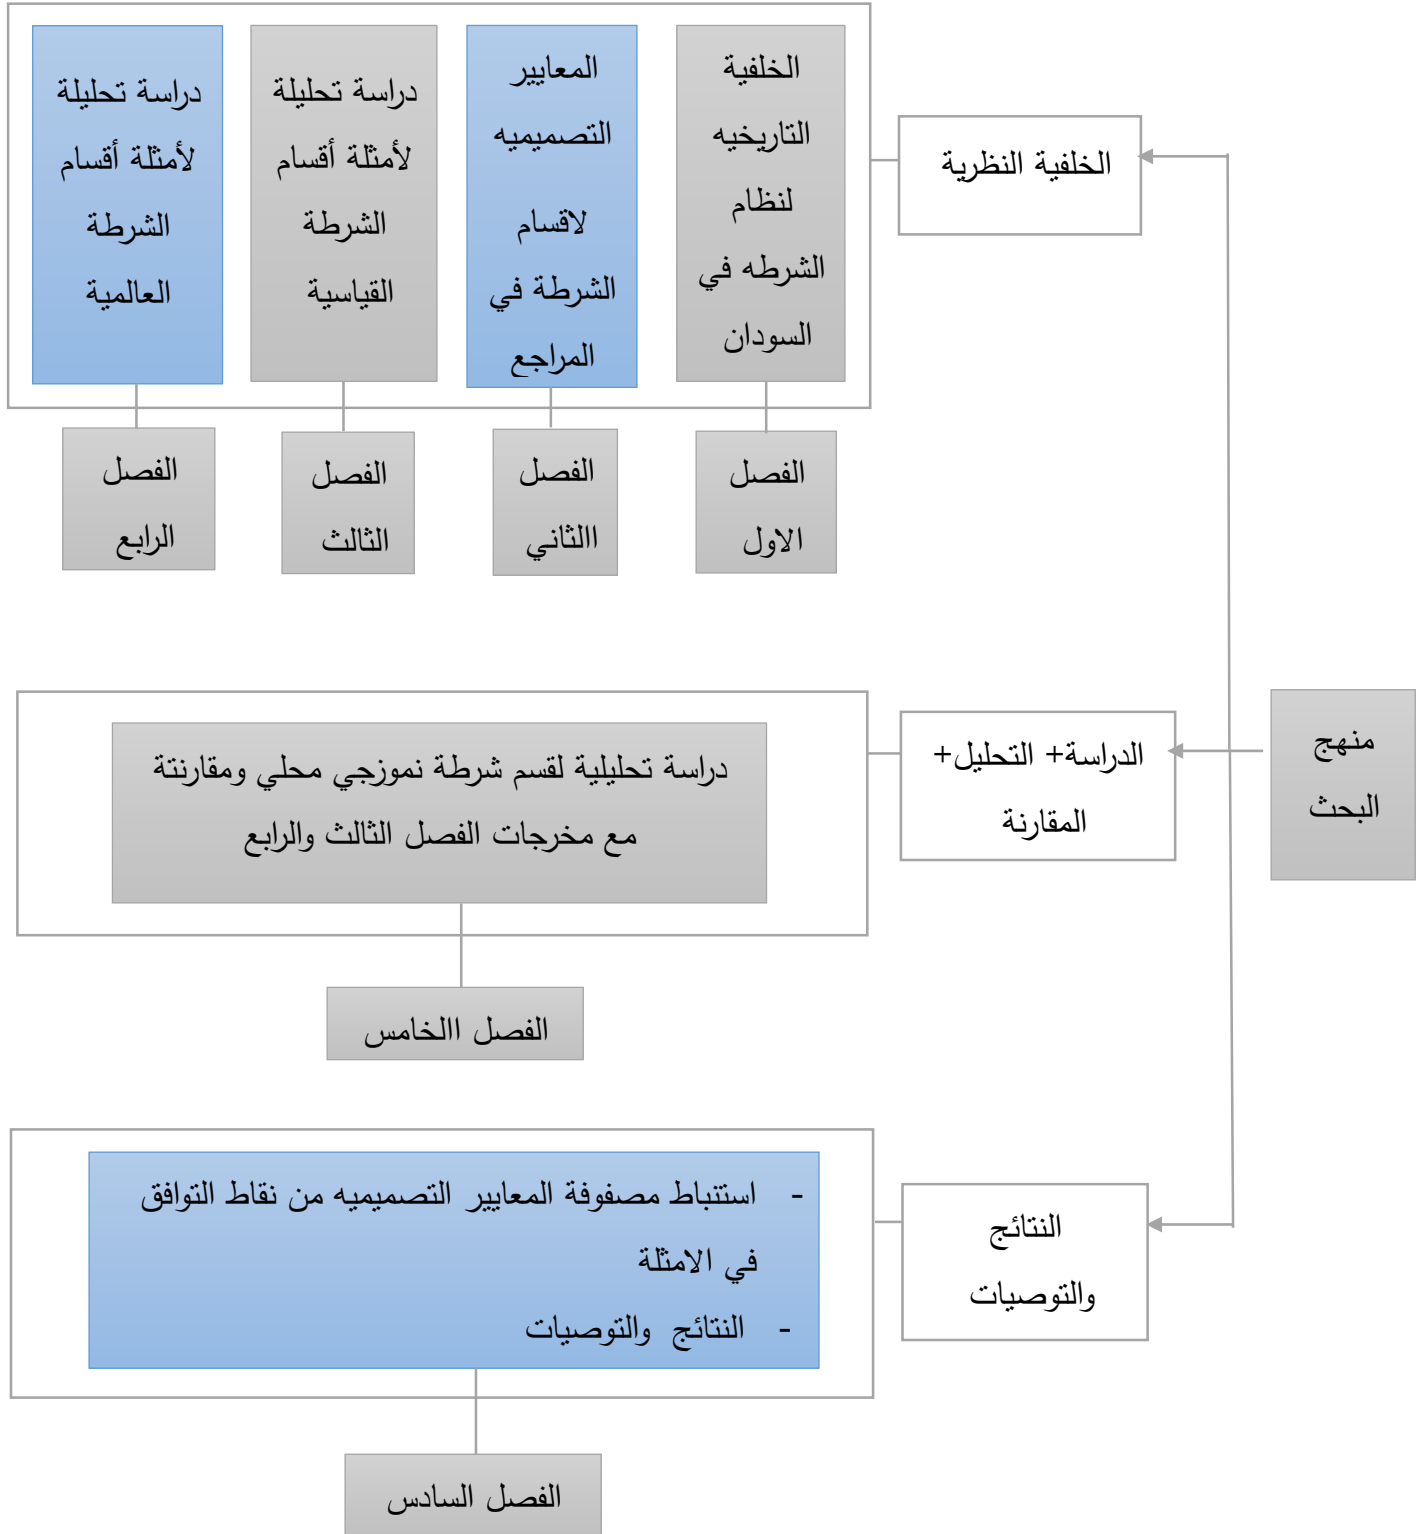 الخلفية
التاريخيه
لنظام
الشرطه في
السودان
المعايير
التصميميه
لاقسام
الشرطة في
المراجع
دراسة تحليلة
لأمثلة أقسام
الشرطة
القياسية
دراسة تحليلة
لأمثلة أقسام
الشرطة
العالمية
الخلفية النظرية
الفصل
الاول
الفصل
االثاني
الفصل
الثالث
الفصل
الرابع
منهج
البحث
الدراسة+ التحليل+
المقارنة
دراسة تحليلية لقسم شرطة نموزجي محلي ومقارنتة
مع مخرجات الفصل الثالث والرابع
الفصل االخامس
النتائج
والتوصيات
- استنباط مصفوفة المعايير التصميميه من نقاط التوافق
في الامثلة
- النتائج والتوصيات
الفصل السادس